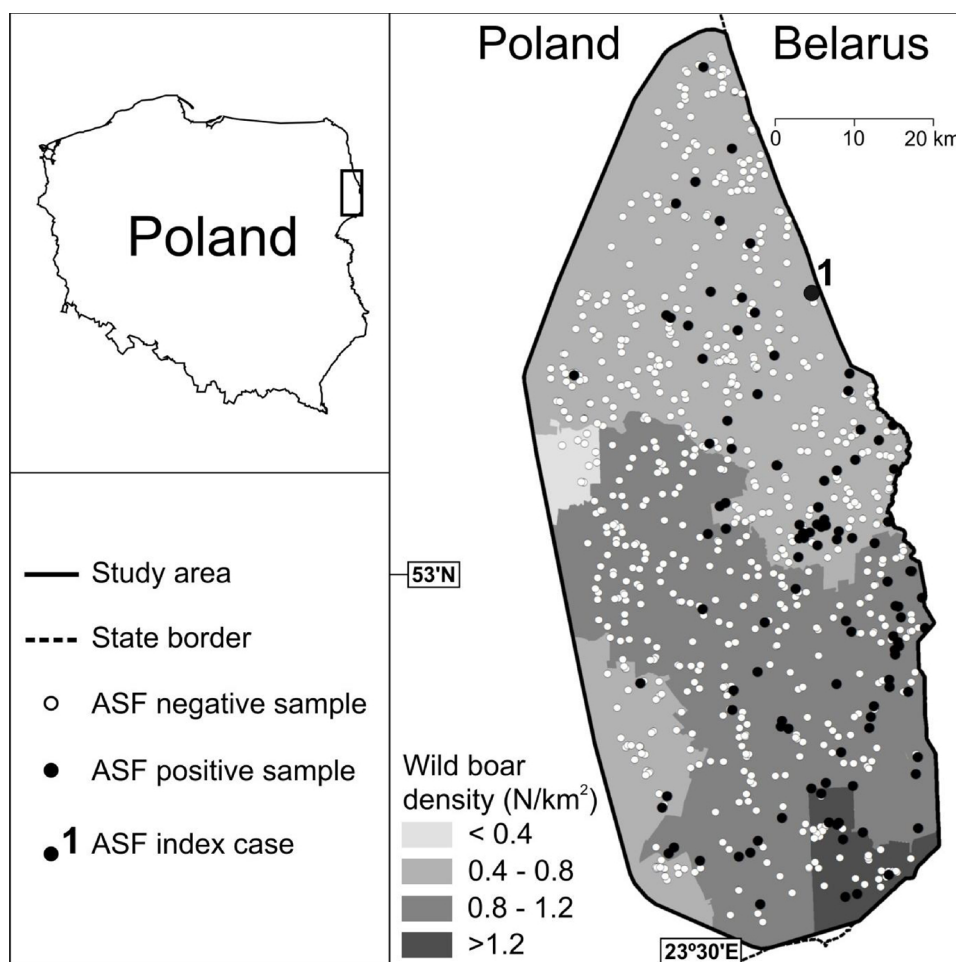 Poland
Belarus
0 10 20 km
Poland
1
53'N
Study area
State border
ASF negative sample
ASF positive sample
1 ASF index case
Wild boar
density (N/km²)
< 0.4
0.4 - 0.8
0.8 - 1.2
>1.2
23º30'E